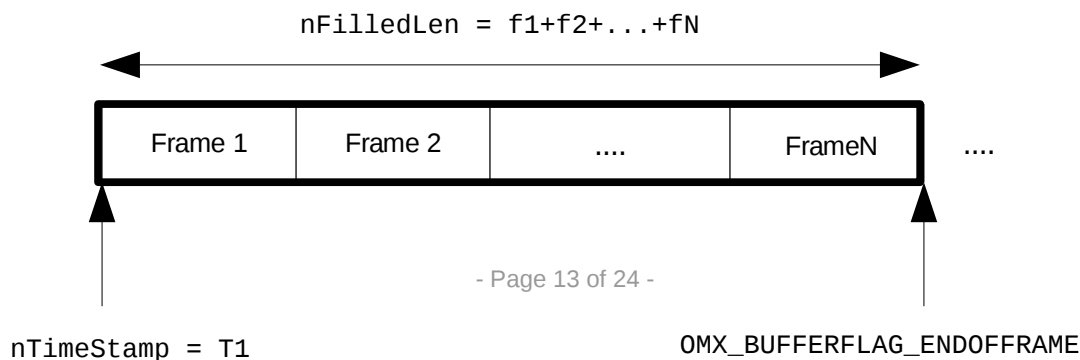 nFilledLen = f1+f2+...+fN
Frame 1 Frame 2 .... FrameN ....
- Page 13 of 24 -
nTimeStamp = T1 OMX_BUFFERFLAG_ENDOFFRAME